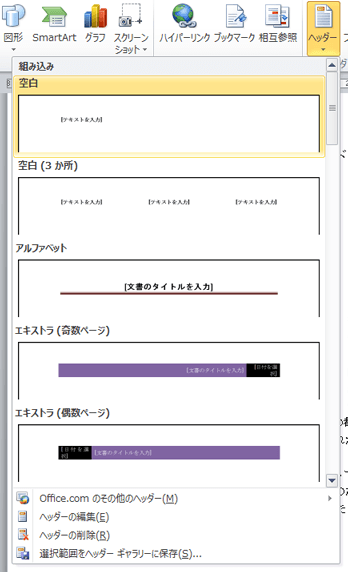 図形 SmartArt グラフ スクリーン ショット ハイパーリンク ブックマーク 相互参照 ヘッダー
組み込み
空白
[テキストを入力]
空白 (3 か所)
[テキストを入力] [テキストを入力] [テキストを入力]
アルファベット
[文書のタイトルを入力]
エキストラ (奇数ページ)
[文書のタイトルを入力] [日付を選択]
エキストラ (偶数ページ)
[日付を選択] [文書のタイトルを入力]
Office.com のその他のヘッダー(M)
ヘッダーの編集(E)
ヘッダーの削除(R)
選択範囲をヘッダー ギャラリーに保存(S)...